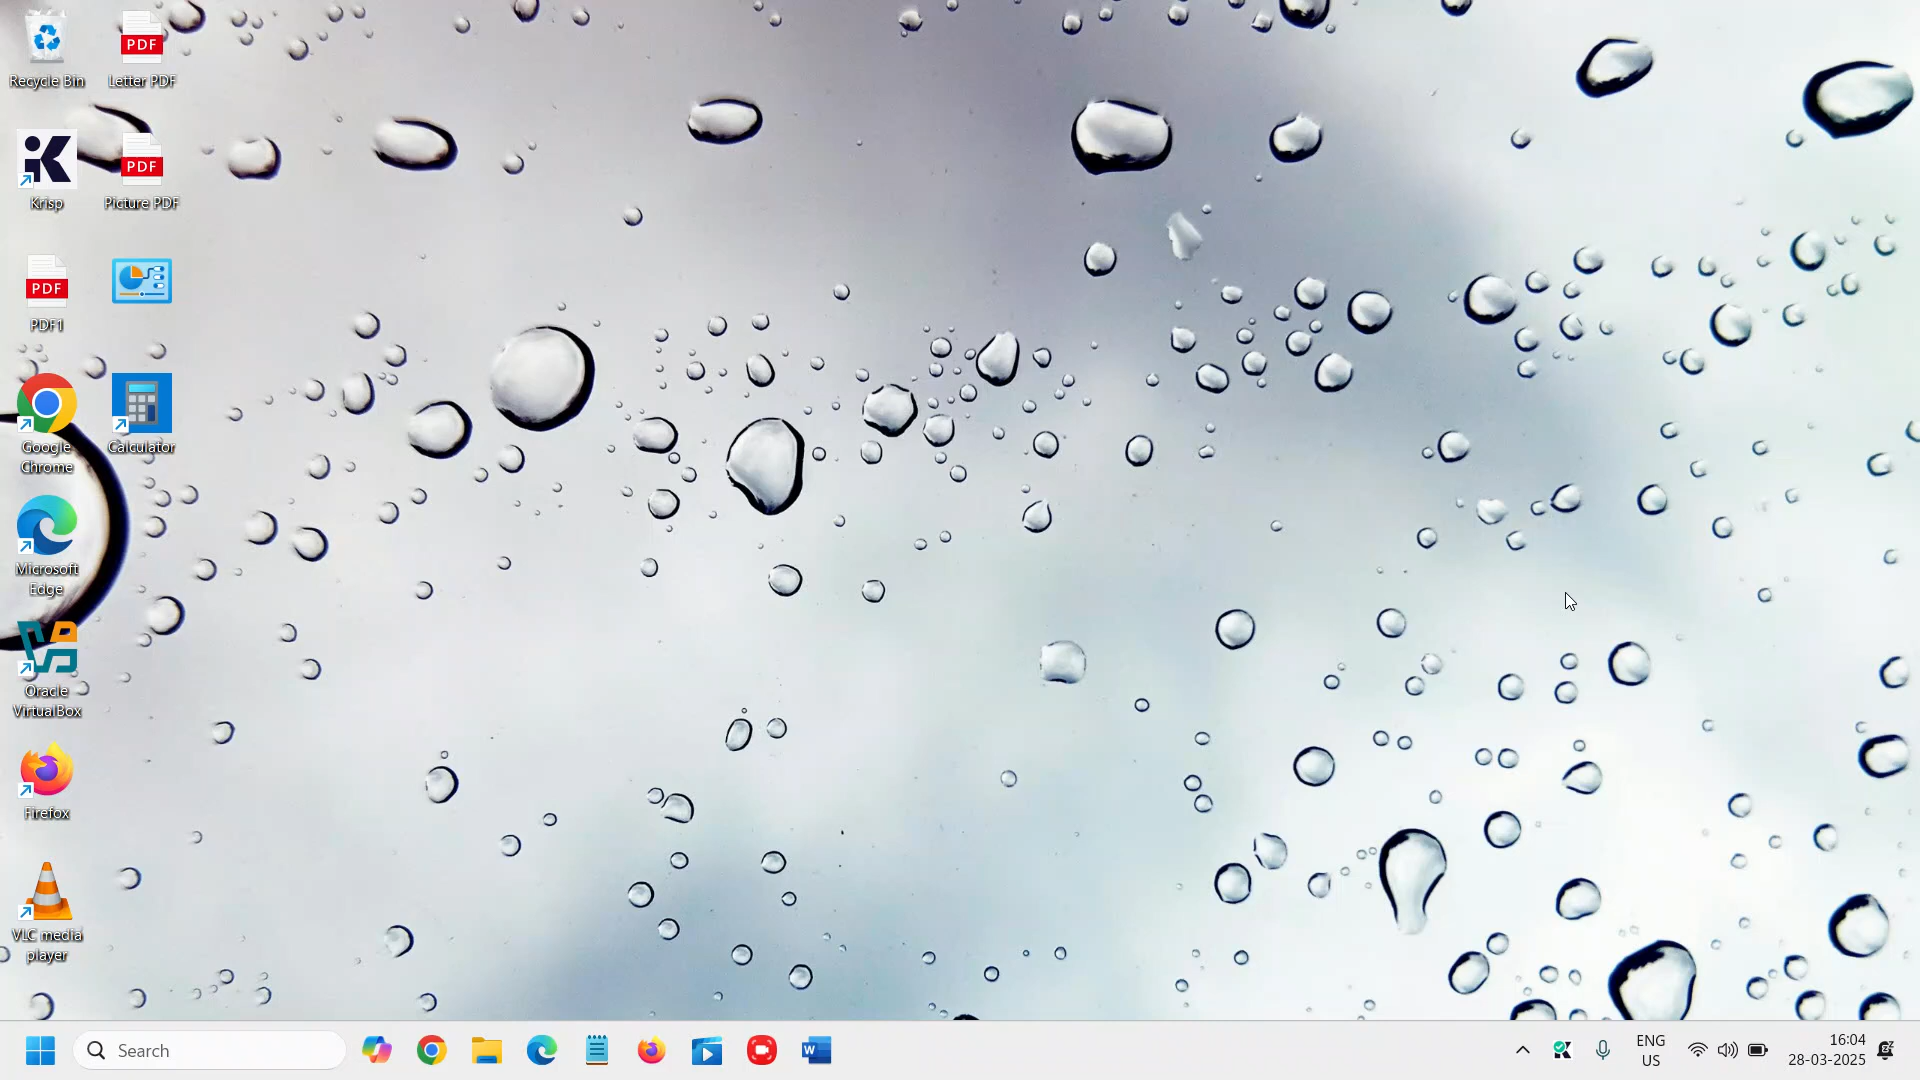 Recycle Bin
PDF
Letter PDF
Krisp
PDF
Picture PDF
PDF
PDF1
Google
Chrome
Calculator
Microsoft
Edge
Oracle
VirtualBox
Firefox
VLC media
player
Search
W
ENG
US
16:04
28-03-2025